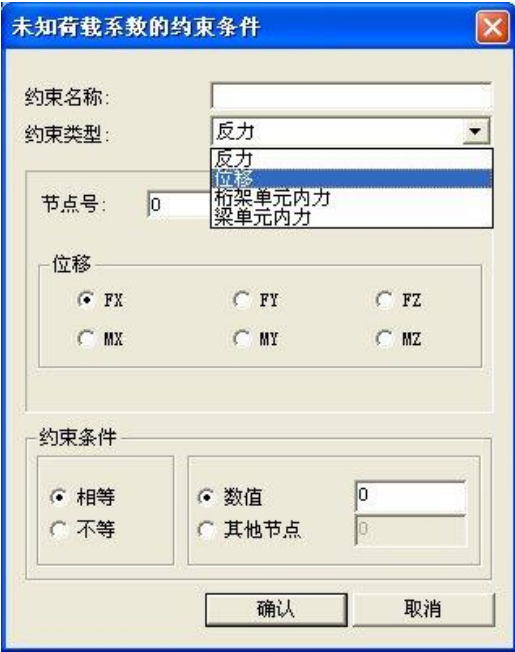 未知荷载系数的约束条件
约束名称:
约束类型: 反力
反力
位移
桁架单元内力
梁单元内力
节点号: 0
位移
FX FY FZ
MX MY MZ
约束条件
相等 数值 0
不等 其他节点 0
确认 取消